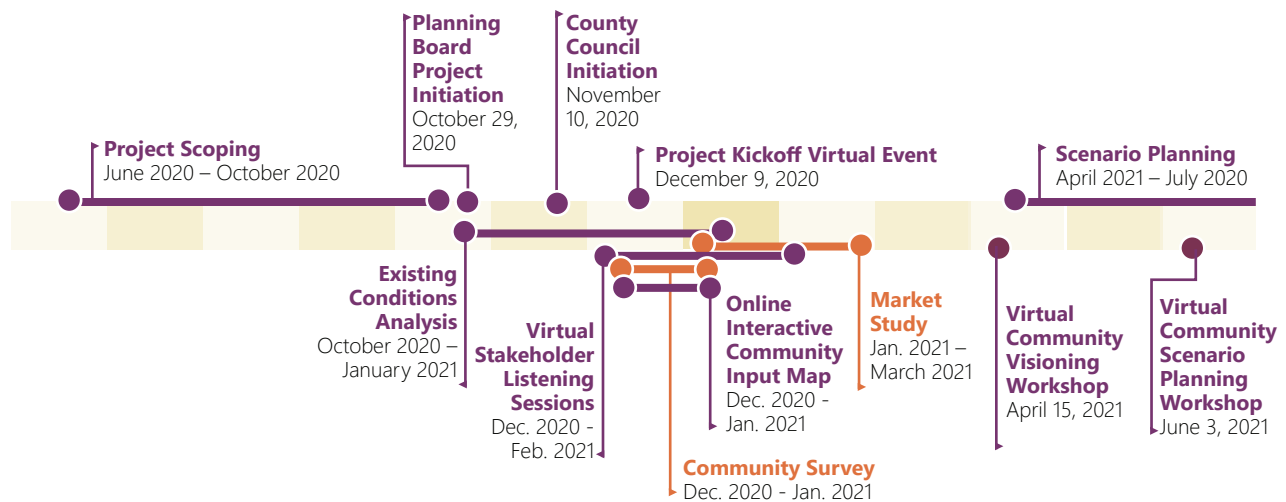 Planning
Board
Project
Initiation
October 29,
2020
County
Council
Initiation
November
10, 2020
Project Scoping
June 2020 – October 2020
Project Kickoff Virtual Event
December 9, 2020
Scenario Planning
April 2021 – July 2020
Existing
Conditions
Analysis
October 2020 –
January 2021
Virtual
Stakeholder
Listening
Sessions
Dec. 2020 -
Feb. 2021
Online
Interactive
Community
Input Map
Dec. 2020 -
Jan. 2021
Market
Study
Jan. 2021 –
March 2021
Virtual
Community
Visioning
Workshop
April 15, 2021
Virtual
Community
Scenario
Planning
Workshop
June 3, 2021
Community Survey
Dec. 2020 - Jan. 2021